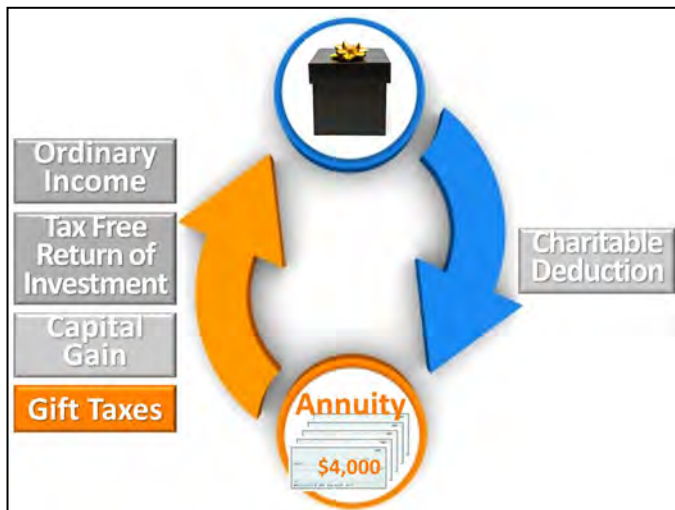 Ordinary
Income
Tax Free
Return of
Investment
Capital
Gain
Gift Taxes
Charitable
Deduction
Annuity
$4,000